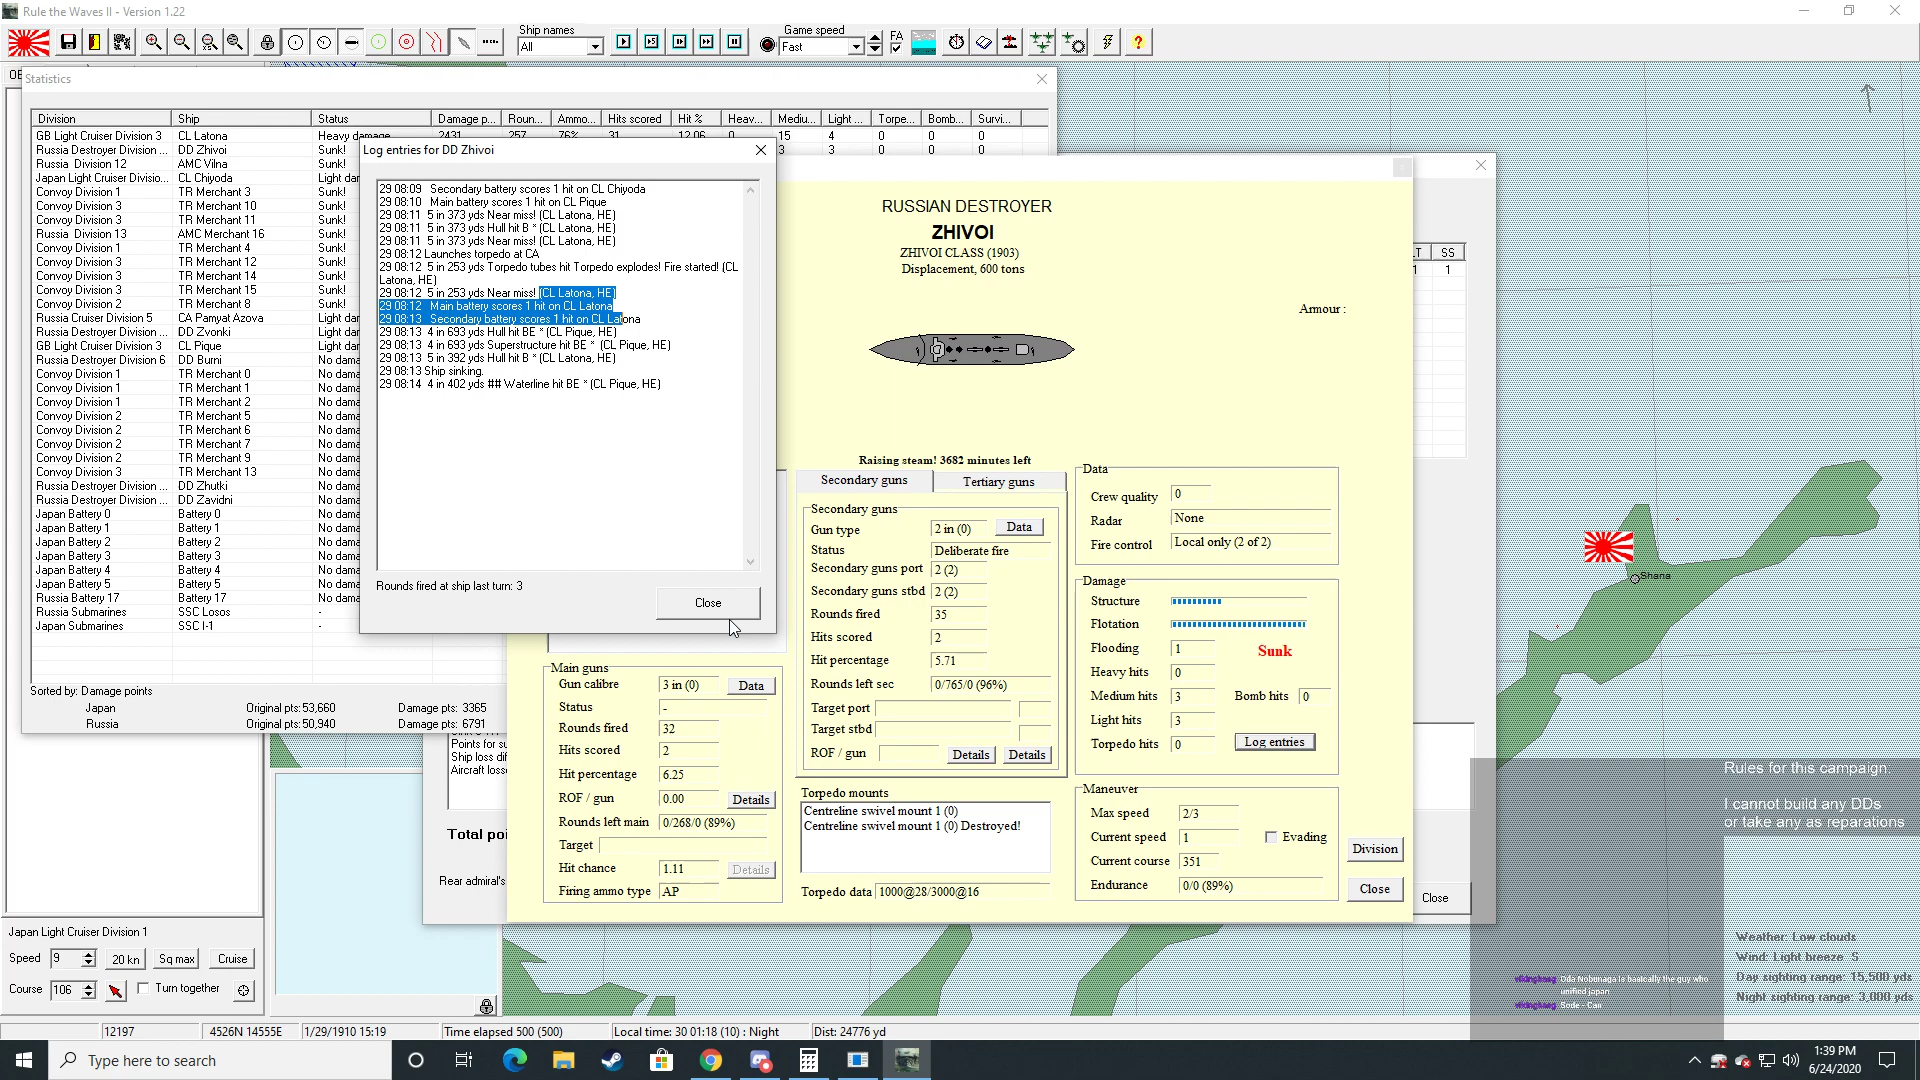 Rule the Waves II - Version 1.22
Ship names
All
Game speed
Fast
FA
Statistics
Division Ship Status Damage p... Roun... Ammo... Hits scored Hit % Heav... Mediu... Light ... Torpe... Bomb... Survi...
GB Light Cruiser Division 3 CL Latona Heavy damage 2431 257 76% 31 12.06 0 15 4 0 0 0
Russia Destroyer Division ... DD Zhivoi Sunk! 3 3 0 0 0
Russia Division 12 AMC Vilna Sunk!
Japan Light Cruiser Divisio... CL Chiyoda Light dar
Convoy Division 1 TR Merchant 3 Sunk!
Convoy Division 3 TR Merchant 10 Sunk!
Convoy Division 3 TR Merchant 11 Sunk!
Russia Division 13 AMC Merchant 16 Sunk!
Convoy Division 1 TR Merchant 4 Sunk!
Convoy Division 3 TR Merchant 12 Sunk!
Convoy Division 3 TR Merchant 14 Sunk!
Convoy Division 3 TR Merchant 15 Sunk!
Convoy Division 2 TR Merchant 8 Sunk!
Russia Cruiser Division 5 CA Pamyat Azova Light dar
Russia Destroyer Division ... DD Zvonki Light dar
GB Light Cruiser Division 3 CL Pique Light dar
Russia Destroyer Division 6 DD Burni No dama
Convoy Division 1 TR Merchant 0 No dama
Convoy Division 1 TR Merchant 1 No dama
Convoy Division 1 TR Merchant 2 No dama
Convoy Division 2 TR Merchant 5 No dama
Convoy Division 2 TR Merchant 6 No dama
Convoy Division 2 TR Merchant 7 No dama
Convoy Division 2 TR Merchant 9 No dama
Convoy Division 3 TR Merchant 13 No dama
Russia Destroyer Division ... DD Zhutki No dama
Russia Destroyer Division ... DD Zavidni No dama
Japan Battery 0 Battery 0 No dama
Japan Battery 1 Battery 1 No dama
Japan Battery 2 Battery 2 No dama
Japan Battery 3 Battery 3 No dama
Japan Battery 4 Battery 4 No dama
Japan Battery 5 Battery 5 No dama
Russia Battery 17 Battery 17 No dama
Russia Submarines SSC Losos -
Japan Submarines SSC I-1 -
Sorted by: Damage points
Japan Original pts: 53,660 Damage pts: 3365
Russia Original pts: 50,940 Damage pts: 6791
Log entries for DD Zhivoi
29 08:09 Secondary battery scores 1 hit on CL Chiyoda
29 08:10 Main battery scores 1 hit on CL Pique
29 08:11 5 in 373 yds Near miss! (CL Latona, HE)
29 08:11 5 in 373 yds Hull hit B * (CL Latona, HE)
29 08:11 5 in 373 yds Near miss! (CL Latona, HE)
29 08:12 Launches torpedo at CA
29 08:12 5 in 253 yds Torpedo tubes hit Torpedo explodes! Fire started! (CL
Latona, HE)
29 08:12 5 in 253 yds Near miss! (CL Latona, HE)
29 08:12 Main battery scores 1 hit on CL Latona
29 08:13 Secondary battery scores 1 hit on CL Latona
29 08:13 4 in 693 yds Hull hit BE * (CL Pique, HE)
29 08:13 4 in 693 yds Superstructure hit BE * (CL Pique, HE)
29 08:13 5 in 392 yds Hull hit B * (CL Latona, HE)
29 08:13 Ship sinking.
29 08:14 4 in 402 yds ## Waterline hit BE * (CL Pique, HE)
Rounds fired at ship last turn: 3
Close
RUSSIAN DESTROYER
ZHIVOI
ZHIVOI CLASS (1903)
Displacement, 600 tons
Armour :
Raising steam! 3682 minutes left
Secondary guns Tertiary guns
Secondary guns
Gun type 2 in (0) Data
Status Deliberate fire
Secondary guns port 2 (2)
Secondary guns stbd 2 (2)
Rounds fired 35
Hits scored 2
Hit percentage 5.71
Rounds left sec 0/765/0 (96%)
Target port
Target stbd
ROF / gun Details Details
Main guns
Gun calibre 3 in (0) Data
Status -
Rounds fired 32
Hits scored 2
Hit percentage 6.25
ROF / gun 0.00 Details
Rounds left main 0/268/0 (89%)
Target
Hit chance 1.11 Details
Firing ammo type AP
Torpedo mounts
Centreline swivel mount 1 (0)
Centreline swivel mount 1 (0) Destroyed!
Torpedo data 1000@28/3000@16
Data
Crew quality 0
Radar None
Fire control Local only (2 of 2)
Damage
Structure
Flotation
Flooding 1 Sunk
Heavy hits 0
Medium hits 3 Bomb hits 0
Light hits 3
Torpedo hits 0 Log entries
Maneuver
Max speed 2/3
Current speed 1 Evading
Current course 351
Endurance 0/0 (89%)
Division
Close
SS
1
Close
Points for su
Ship loss dif
Aircraft loss
Total poi
Rear admiral's
Shana
Rules for this campaign.
I cannot build any DDs
or take any as reparations
Weather: Low clouds
Wind: Light breeze S
Day sighting range: 15,500 yds
Night sighting range: 3,000 yds
vikinghaag Oda Nobunaga is basically the guy who
unified japan
vikinghaag
Japan Light Cruiser Division 1
Speed 9 20 kn Sq max Cruise
Course 106 Turn together
12197 4526N 14555E 1/29/1910 15:19 Time elapsed 500 (500) Local time: 30 01:18 (10) : Night Dist: 24776 yd
Type here to search
1:39 PM
6/24/2020